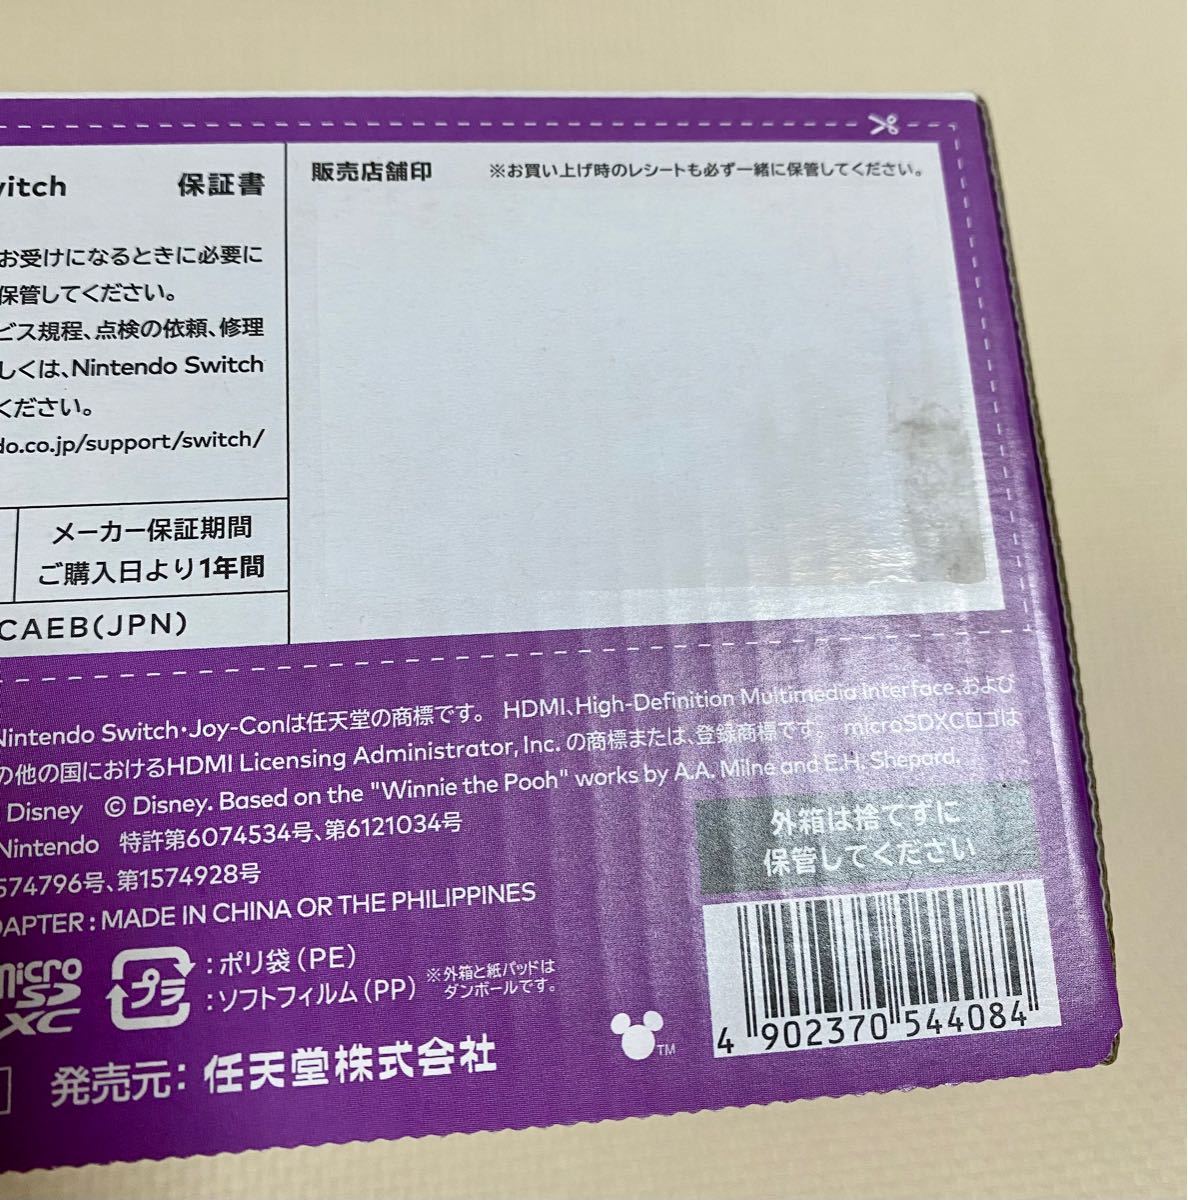 witch 保証書
お受けになるときに必要に
保管してください。
ビス規程、点検の依頼、修理
しくは、Nintendo Switch
ください。
do.co.jp/support/switch/
メーカー保証期間
ご購入日より1年間
CAEB(JPN)
販売店舗印 ※お買い上げ時のレシートも必ず一緒に保管してください。
Nintendo Switch・Joy-Conは任天堂の商標です。 HDMI、High-Definition Multimedia Interface、および
の他の国におけるHDMI Licensing Administrator, Inc. の商標または、登録商標です。 microSDXCロゴは
Disney © Disney. Based on the "Winnie the Pooh" works by A.A. Milne and E.H. Shepard.
Nintendo 特許第6074534号、第6121034号
574796号、第1574928号
DAPTER : MADE IN CHINA OR THE PHILIPPINES
micro SD XC
プラ
: ポリ袋 (PE)
: ソフトフィルム (PP)
※外箱と紙パッドは
ダンボールです。
発売元: 任天堂株式会社
TM
外箱は捨てずに
保管してください
4 902370 544084